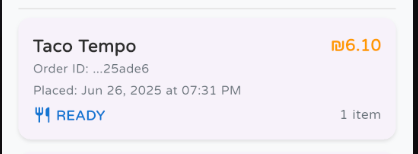 Taco Tempo
₪6.10
Order ID: ...25ade6
Placed: Jun 26, 2025 at 07:31 PM
READY
1 item